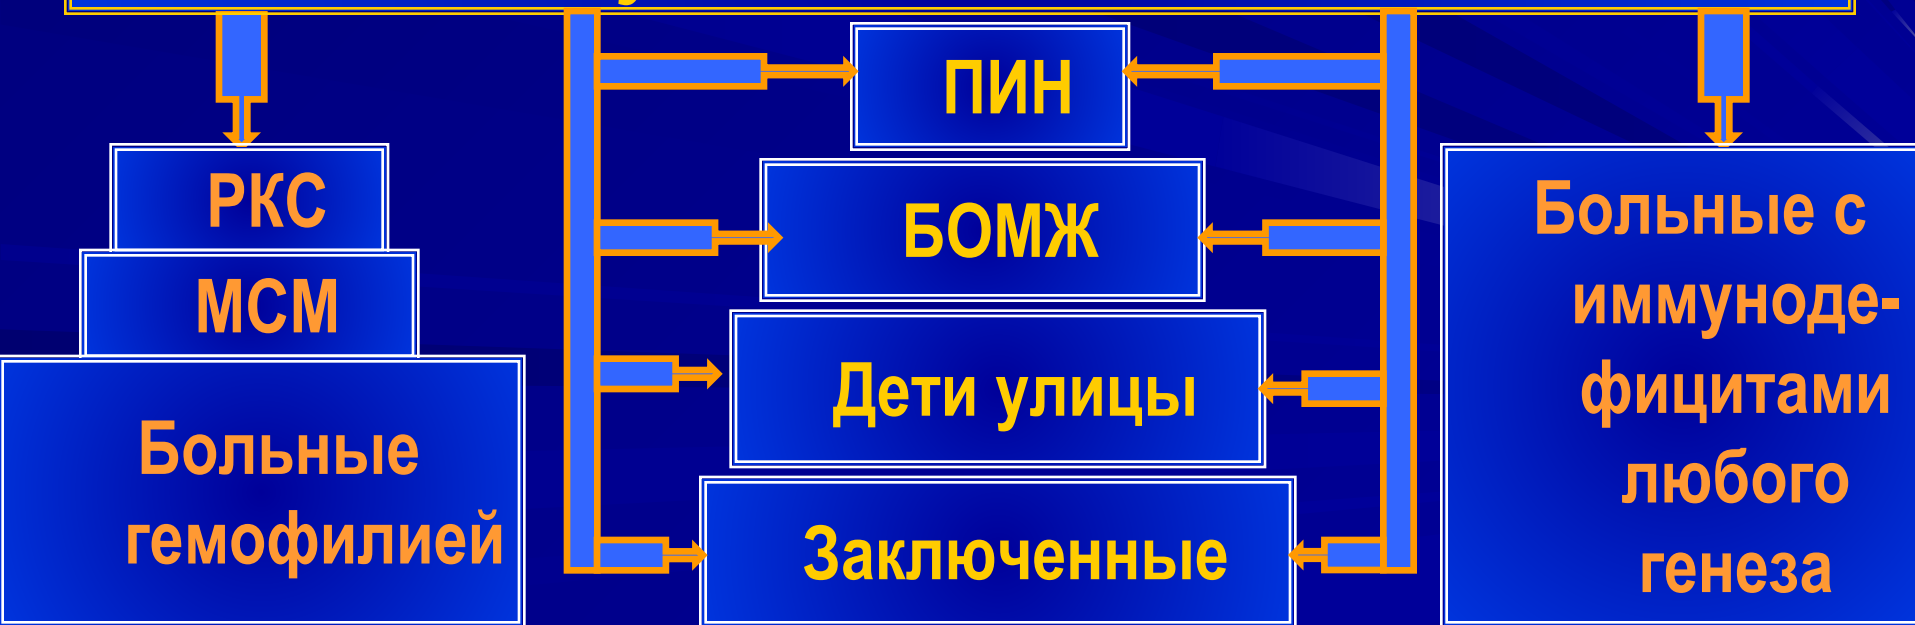 РКС
МСМ
Больные
гемофилией
ПИН
БОМЖ
Дети улицы
Заключенные
Больные с
иммуноде-
фицитами
любого
генеза